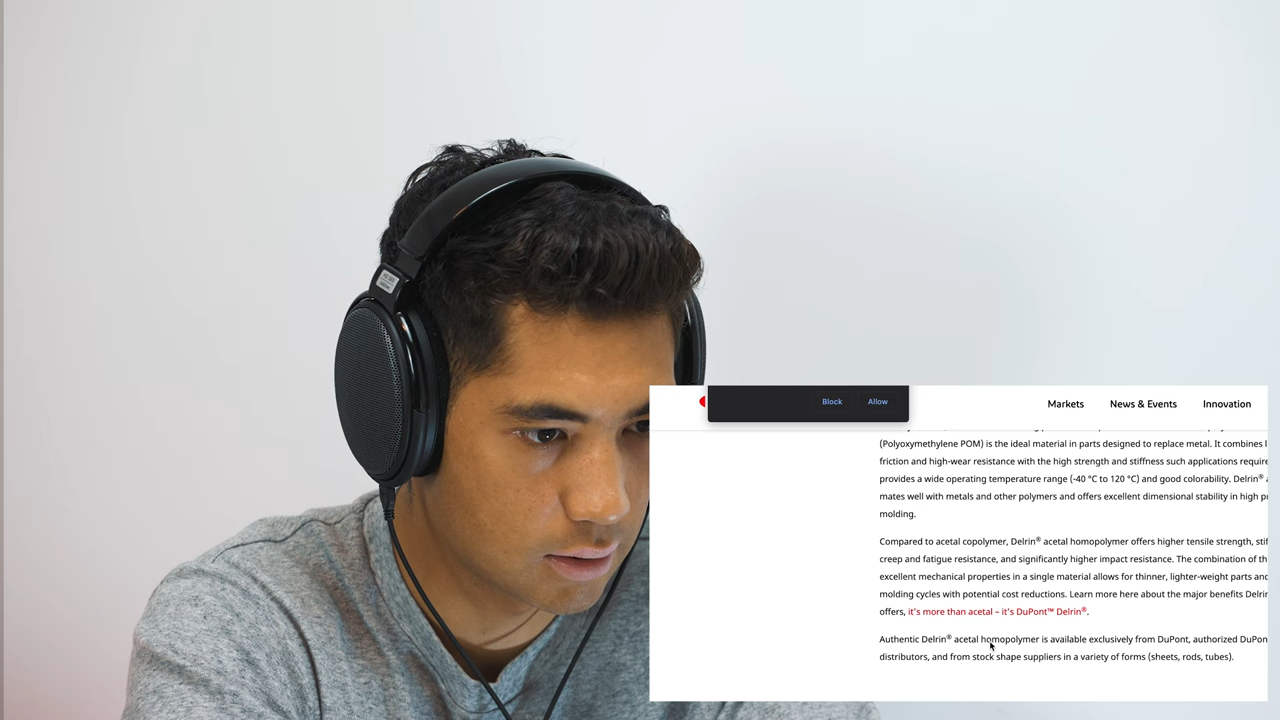 Block
Allow
Markets
News & Events
Innovation
(Polyoxymethylene POM) is the ideal material in parts designed to replace metal. It combines l
friction and high-wear resistance with the high strength and stiffness such applications require
provides a wide operating temperature range (-40 °C to 120 °C) and good colorability. Delrin®
mates well with metals and other polymers and offers excellent dimensional stability in high p
molding.
Compared to acetal copolymer, Delrin® acetal homopolymer offers higher tensile strength, stif
creep and fatigue resistance, and significantly higher impact resistance. The combination of th
excellent mechanical properties in a single material allows for thinner, lighter-weight parts and
molding cycles with potential cost reductions. Learn more here about the major benefits Delrin
offers, it's more than acetal – it's DuPont™ Delrin®.
Authentic Delrin® acetal homopolymer is available exclusively from DuPont, authorized DuPon
distributors, and from stock shape suppliers in a variety of forms (sheets, rods, tubes).